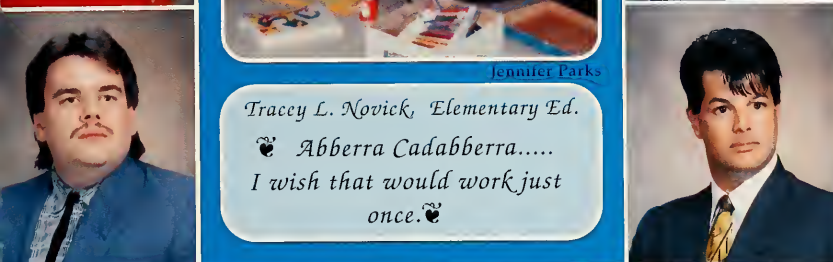 Jennifer Parks
Tracey L. Novick, Elementary Ed.
❦ Abberra Cadabberra.....
I wish that would work just
once.❦